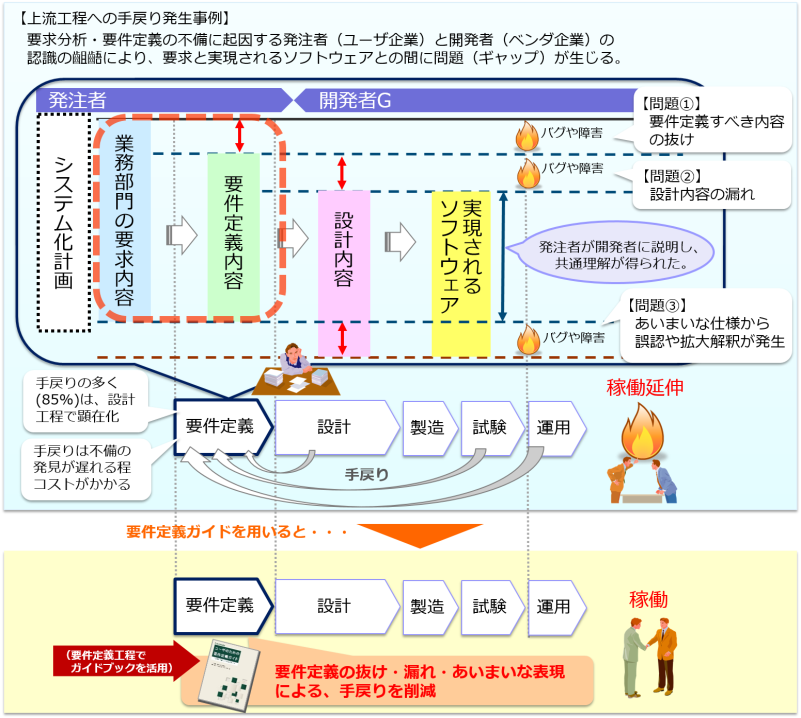 【上流工程への手戻り発生事例】
要求分析・要件定義の不備に起因する発注者（ユーザ企業）と開発者（ベンダ企業）の
認識の齟齬により、要求と実現されるソフトウェアとの間に問題（ギャップ）が生じる。
発注者
開発者G
システム化計画
業務部門の要求内容
要件定義内容
設計内容
実現される
ソフトウェア
バグや障害
【問題①】
要件定義すべき内容
の抜け
バグや障害
【問題②】
設計内容の漏れ
発注者が開発者に説明し、
共通理解が得られた。
バグや障害
【問題③】
あいまいな仕様から
誤認や拡大解釈が発生
手戻りの多く
(85%)は、設計
工程で顕在化
手戻りは不備の
発見が遅れる程
コストがかかる
要件定義
設計
製造
試験
運用
手戻り
稼働延伸
要件定義ガイドを用いると・・・
要件定義
設計
製造
試験
運用
稼働
（要件定義工程で
ガイドブックを活用）
要件定義の抜け・漏れ・あいまいな表現
による、手戻りを削減